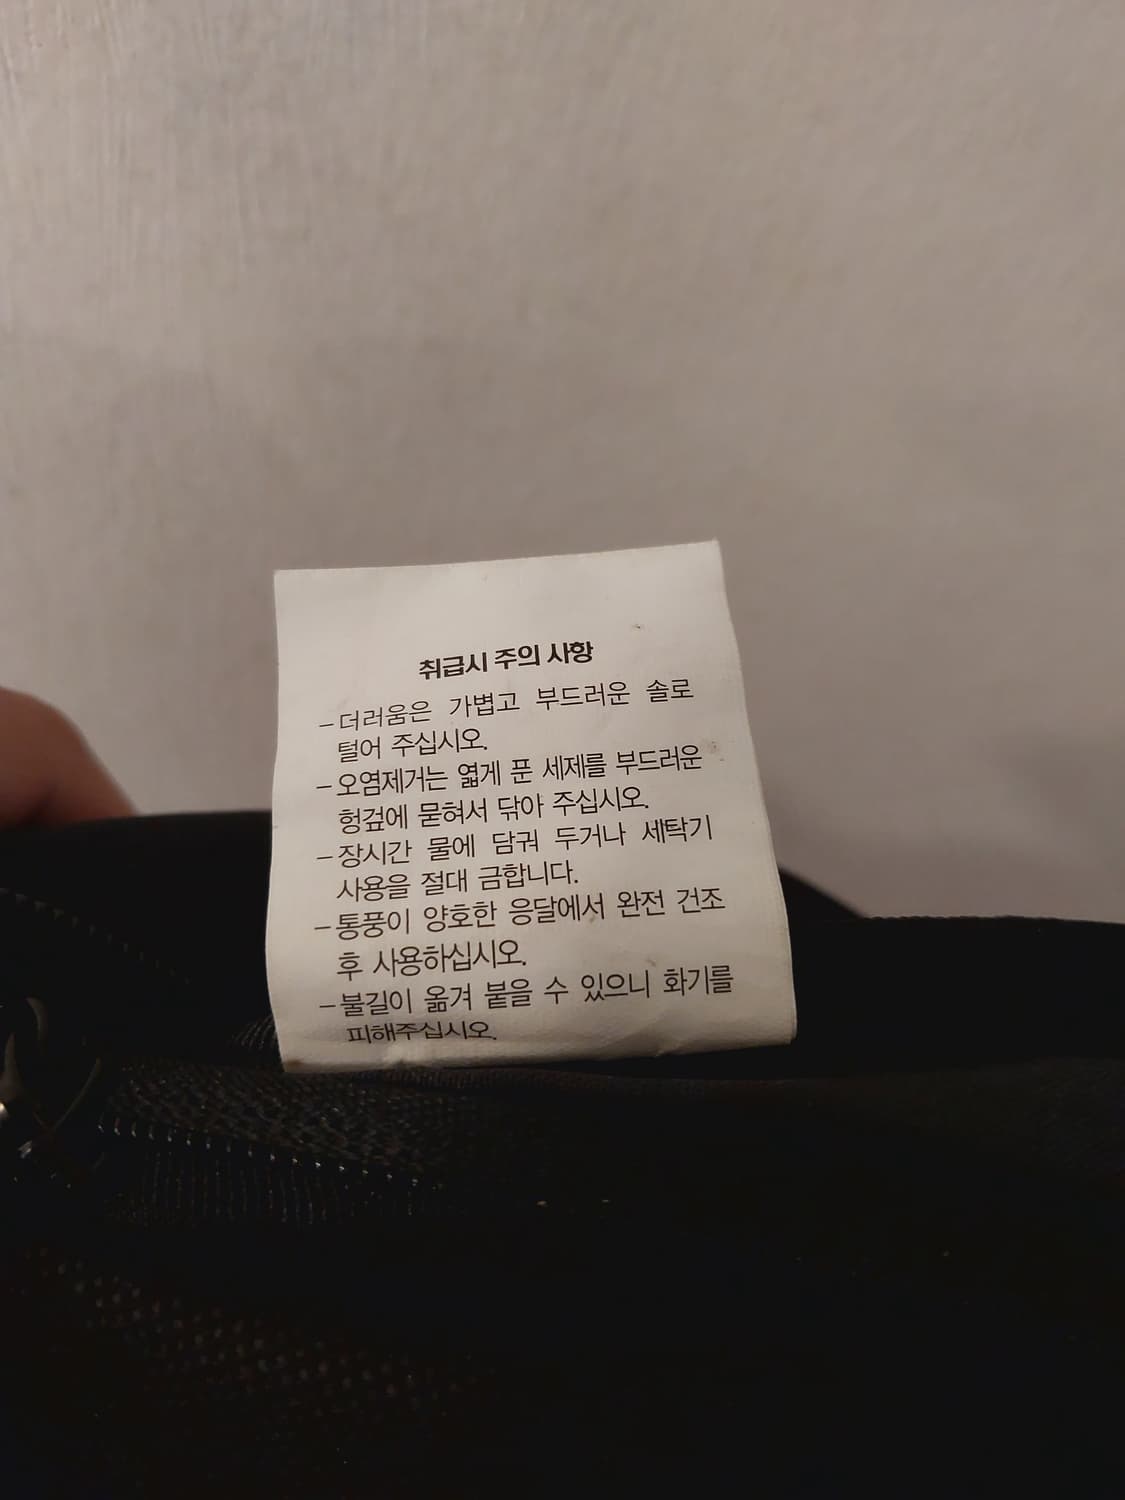 취급시 주의 사항
– 더러움은 가볍고 부드러운 솔로
털어 주십시오.
– 오염제거는 엷게 푼 세제를 부드러운
헝겊에 묻혀서 닦아 주십시오.
– 장시간 물에 담궈 두거나 세탁기
사용을 절대 금합니다.
– 통풍이 양호한 응달에서 완전 건조
후 사용하십시오.
– 불길이 옮겨 붙을 수 있으니 화기를
피해주십시오.